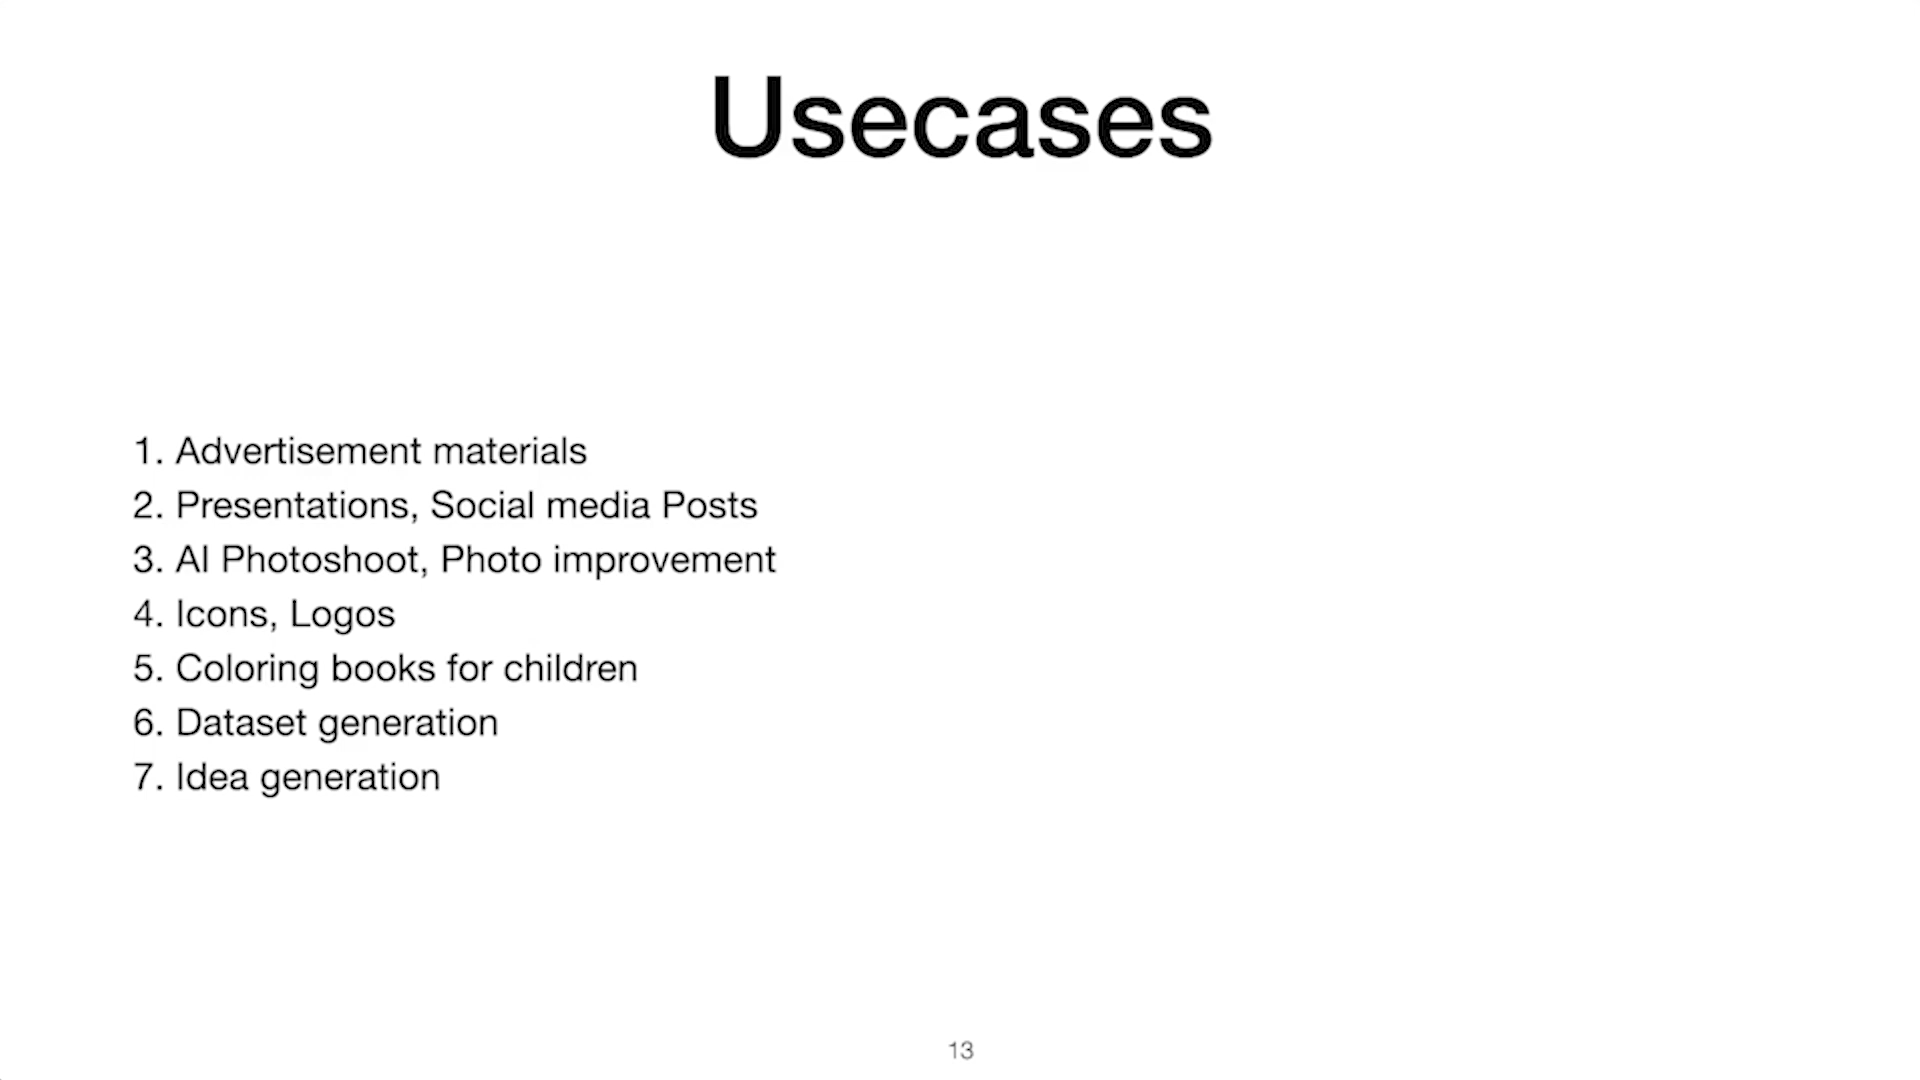 Usecases
1. Advertisement materials
2. Presentations, Social media Posts
3. AI Photoshoot, Photo improvement
4. Icons, Logos
5. Coloring books for children
6. Dataset generation
7. Idea generation
13